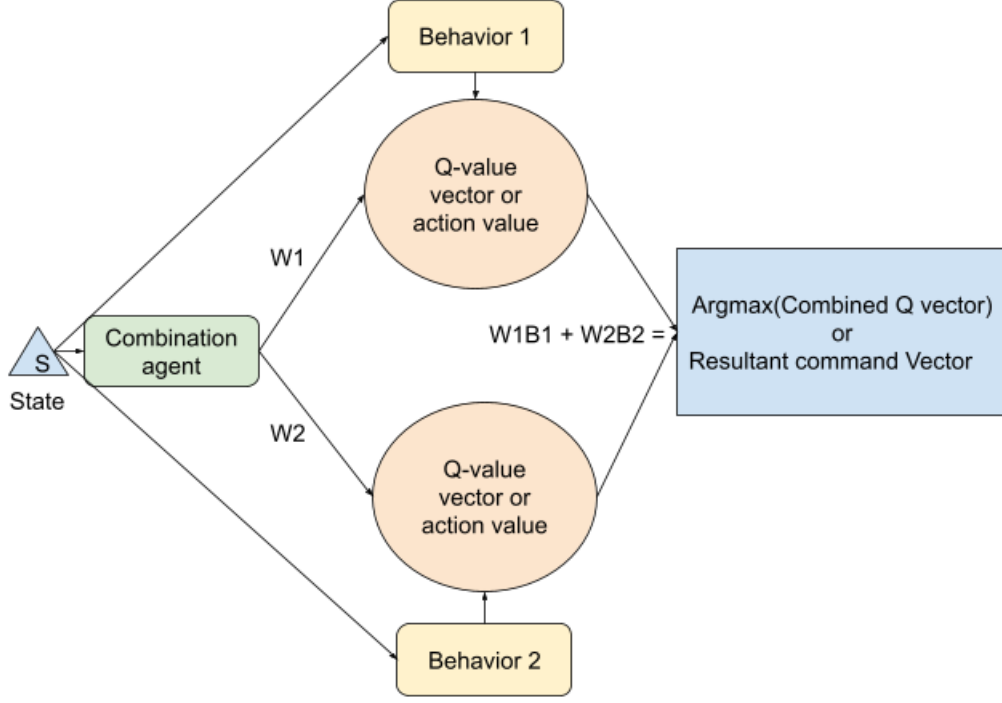 Behavior 1
Q-value
vector or
action value
W1
Argmax(Combined Q vector)
or
Resultant command Vector
W1B1 + W2B2 =
Combination
agent
S
State
W2
Q-value
vector or
action value
Behavior 2